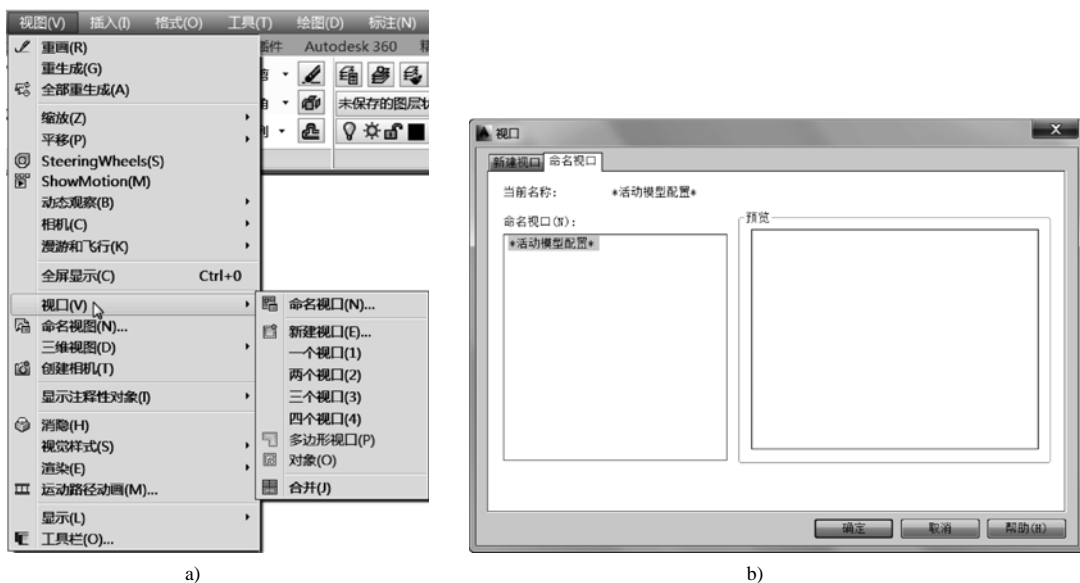 视图(V) 插入(I) 格式(O) 工具(T) 绘图(D) 标注(N)
重画(R)
重生成(G)
全部重生成(A)
缩放(Z)
平移(P)
SteeringWheels(S)
ShowMotion(M)
动态观察(B)
相机(C)
漫游和飞行(K)
全屏显示(C) Ctrl+0
视口(V)
命名视图(N)...
三维视图(D)
创建相机(T)
显示注释性对象(I)
消隐(H)
视觉样式(S)
渲染(E)
运动路径动画(M)...
显示(L)
工具栏(O)...
插件 Autodesk 360
未保存的图层状
命名视口(N)...
新建视口(E)...
一个视口(1)
两个视口(2)
三个视口(3)
四个视口(4)
多边形视口(P)
对象(O)
合并(J)
a)
视口
新建视口 命名视口
当前名称: *活动模型配置*
命名视口(N):
*活动模型配置*
预览
确定 取消 帮助(H)
b)